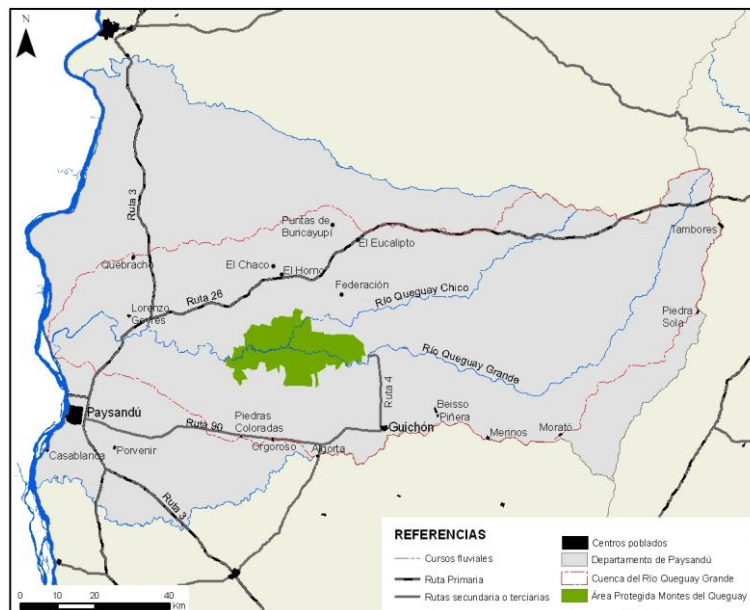 N
Ruta 3
Tambores
Puntas de
Buricayupí
El Eucalipto
Quebracho
El Chaco
El Horno
Federación
Río Queguay Chico
Ruta 26
Lorenzo
Geyres
Piedra
Sola
Río Queguay Grande
Ruta 4
Paysandú
Beisso
Piñera
Piedras
Coloradas
Ruta 90
Guichón
Merinos
Morató
Orgoroso
Algorta
Casablanca
Porvenir
Ruta 3
REFERENCIAS
Cursos fluviales
Ruta Primaria
Rutas secundaria o terciarias
Centros poblados
Departamento de Paysandú
Cuenca del Río Queguay Grande
Área Protegida Montes del Queguay
0 10 20 40
Km